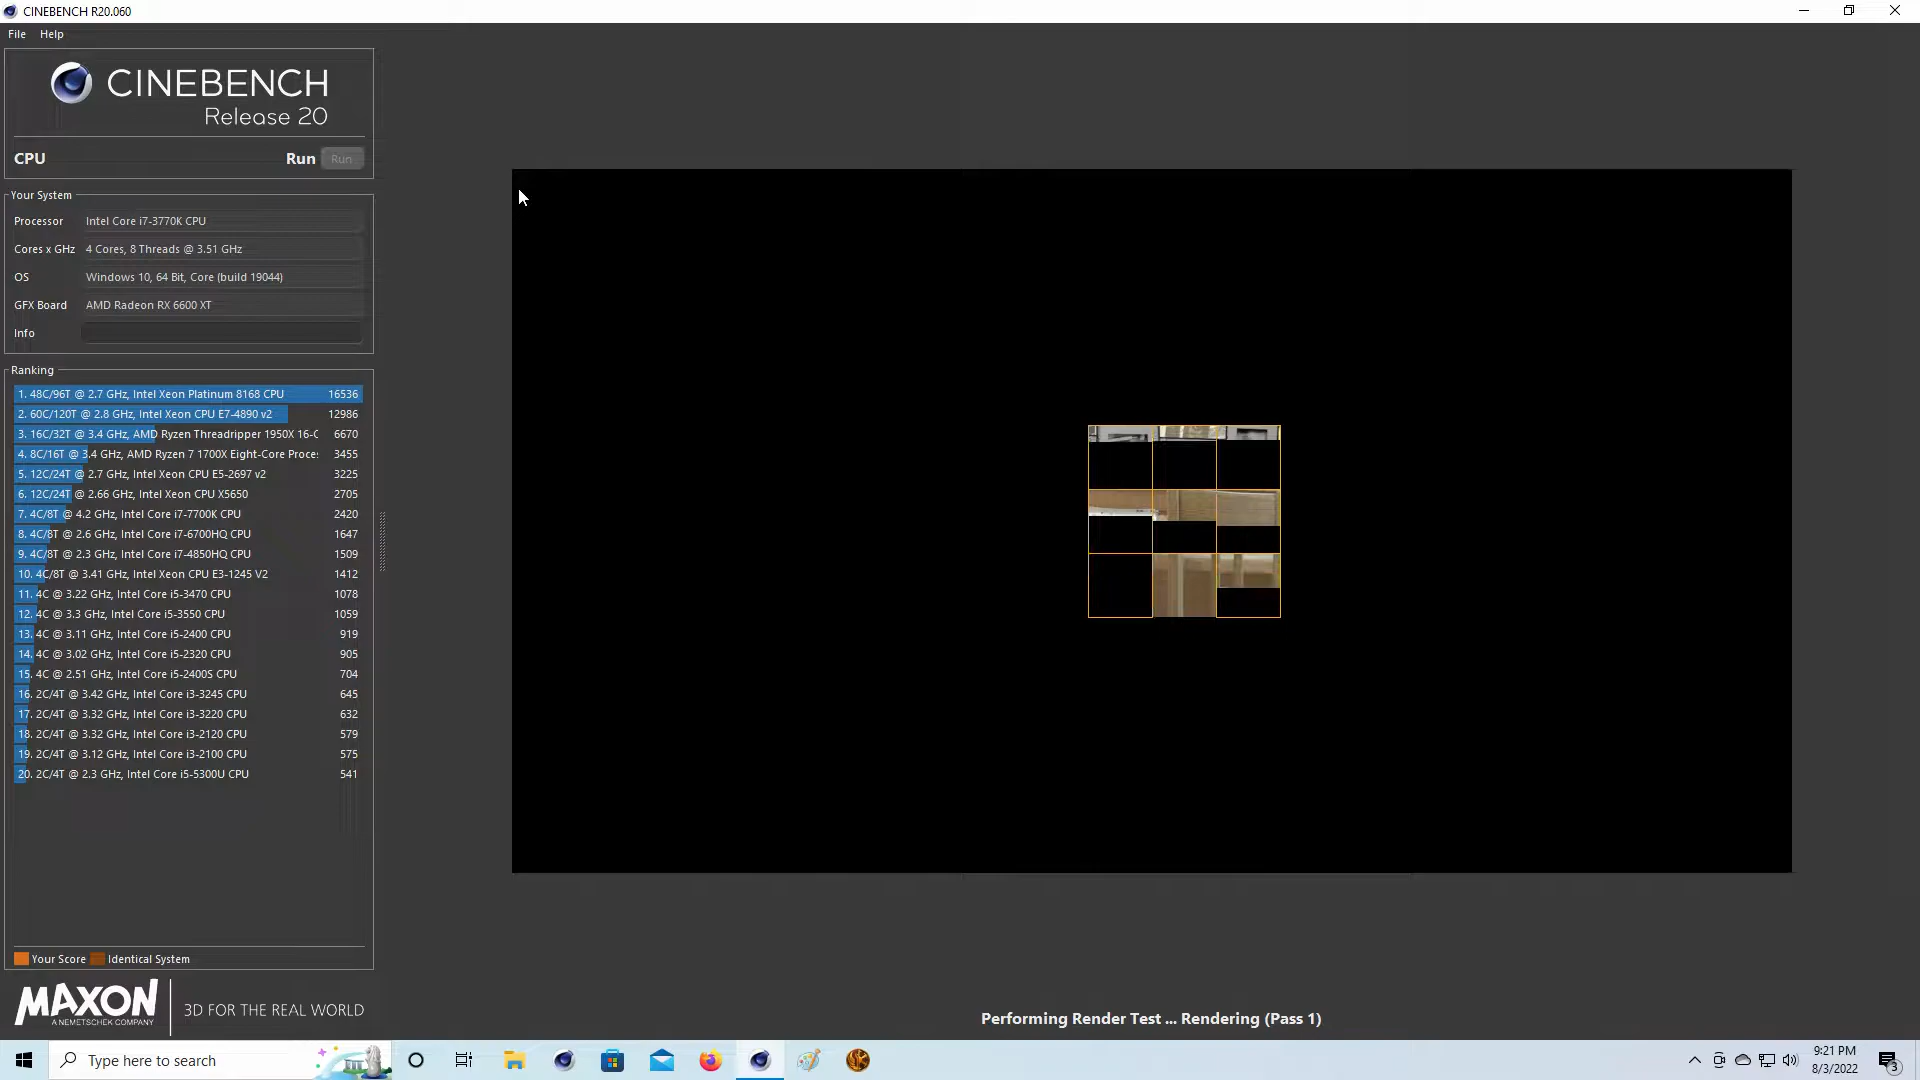 CINEBENCH R20.060
File Help
CINEBENCH
Release 20
CPU Run Run
Your System
Processor Intel Core i7-3770K CPU
Cores x GHz 4 Cores, 8 Threads @ 3.51 GHz
OS Windows 10, 64 Bit, Core (build 19044)
GFX Board AMD Radeon RX 6600 XT
Info
Ranking
1. 48C/96T @ 2.7 GHz, Intel Xeon Platinum 8168 CPU 16536
2. 60C/120T @ 2.8 GHz, Intel Xeon CPU E7-4890 v2 12986
3. 16C/32T @ 3.4 GHz, AMD Ryzen Threadripper 1950X 16-C 6670
4. 8C/16T @ 3.4 GHz, AMD Ryzen 7 1700X Eight-Core Proce: 3455
5. 12C/24T @ 2.7 GHz, Intel Xeon CPU E5-2697 v2 3225
6. 12C/24T @ 2.66 GHz, Intel Xeon CPU X5650 2705
7. 4C/8T @ 4.2 GHz, Intel Core i7-7700K CPU 2420
8. 4C/8T @ 2.6 GHz, Intel Core i7-6700HQ CPU 1647
9. 4C/8T @ 2.3 GHz, Intel Core i7-4850HQ CPU 1509
10. 4C/8T @ 3.41 GHz, Intel Xeon CPU E3-1245 V2 1412
11. 4C @ 3.22 GHz, Intel Core i5-3470 CPU 1078
12. 4C @ 3.3 GHz, Intel Core i5-3550 CPU 1059
13. 4C @ 3.11 GHz, Intel Core i5-2400 CPU 919
14. 4C @ 3.02 GHz, Intel Core i5-2320 CPU 905
15. 4C @ 2.51 GHz, Intel Core i5-2400S CPU 704
16. 2C/4T @ 3.42 GHz, Intel Core i3-3245 CPU 645
17. 2C/4T @ 3.32 GHz, Intel Core i3-3220 CPU 632
18. 2C/4T @ 3.32 GHz, Intel Core i3-2120 CPU 579
19. 2C/4T @ 3.12 GHz, Intel Core i3-2100 CPU 575
20. 2C/4T @ 2.3 GHz, Intel Core i5-5300U CPU 541
Your Score Identical System
MAXON
A NEMETSCHEK COMPANY
3D FOR THE REAL WORLD
Performing Render Test ... Rendering (Pass 1)
Type here to search
9:21 PM
8/3/2022
3